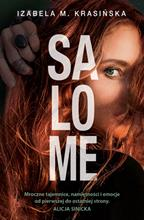 IZABELA M. KRASIŃSKA
SA
LO
ME
Mroczne tajemnice, namiętności i emocje
od pierwszej do ostatniej strony.
ALICJA SINICKA